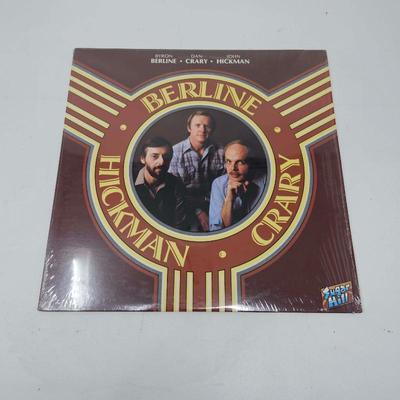 BYRON DAN JOHN
BERLINE • CRARY • HICKMAN
BERLINE
HICKMAN • CRARY
Sugar
Hill